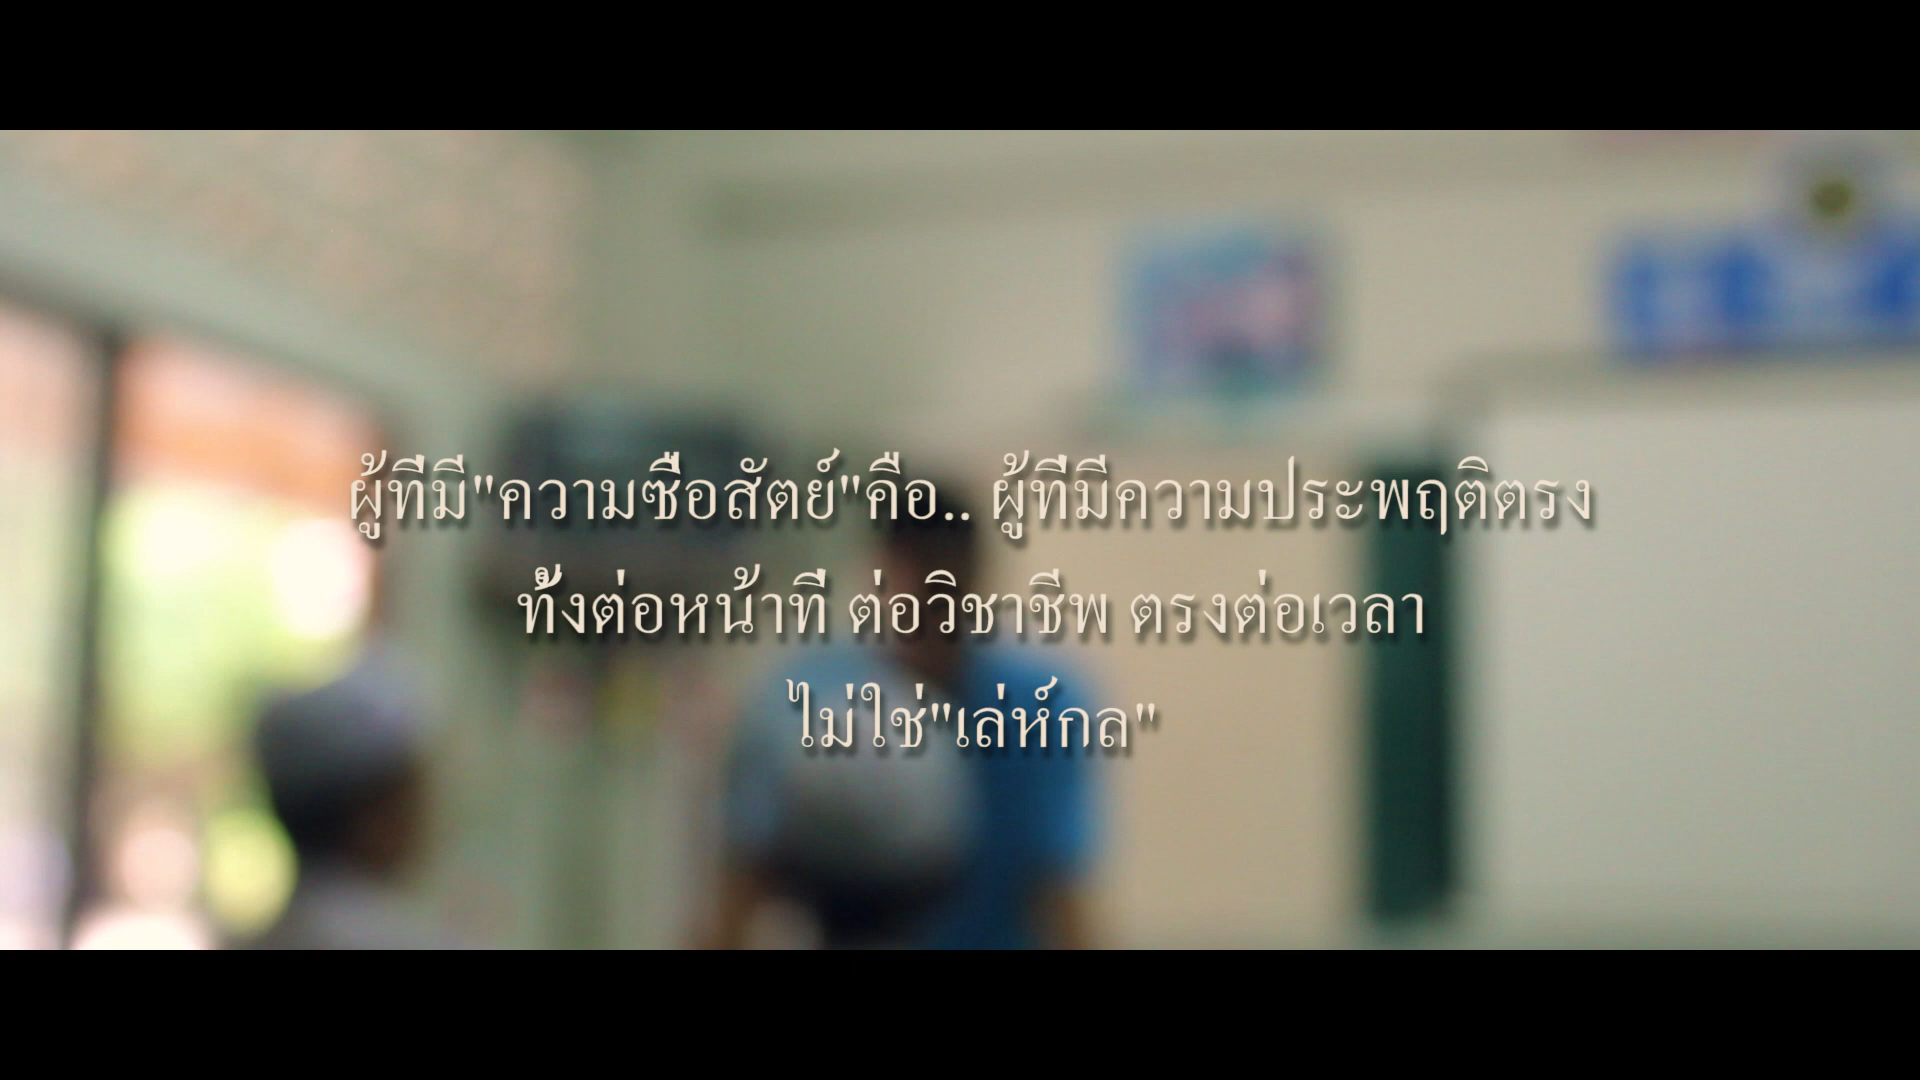 ผู้ที่มี"ความซื่อสัตย์"คือ.. ผู้ที่มีความประพฤติตรง
ทั้งต่อหน้าที่ ต่อวิชาชีพ ตรงต่อเวลา
ไม่ใช่"เล่ห์กล"